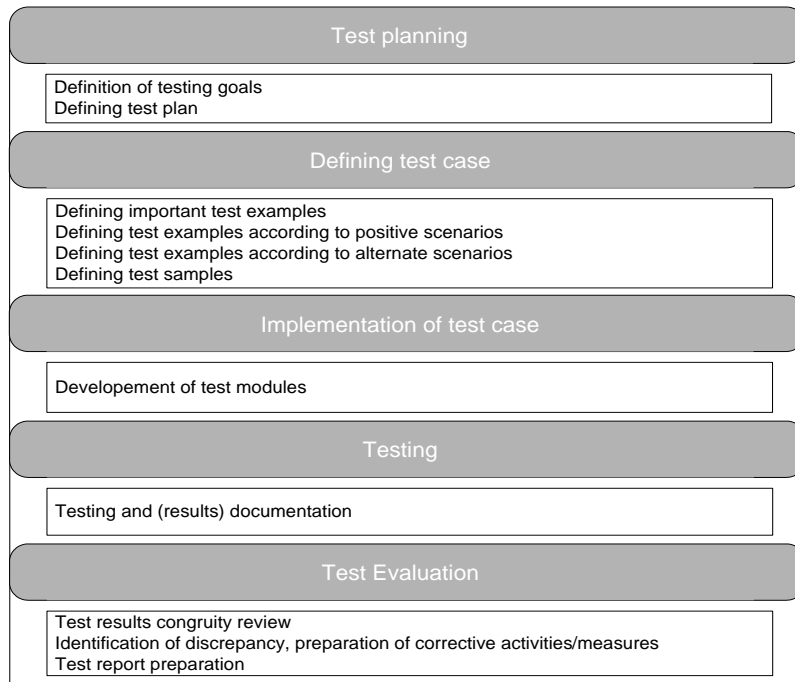 Test planning
Definition of testing goals
Defining test plan
Defining test case
Defining important test examples
Defining test examples according to positive scenarios
Defining test examples according to alternate scenarios
Defining test samples
Implementation of test case
Developement of test modules
Testing
Testing and (results) documentation
Test Evaluation
Test results congruity review
Identification of discrepancy, preparation of corrective activities/measures
Test report preparation